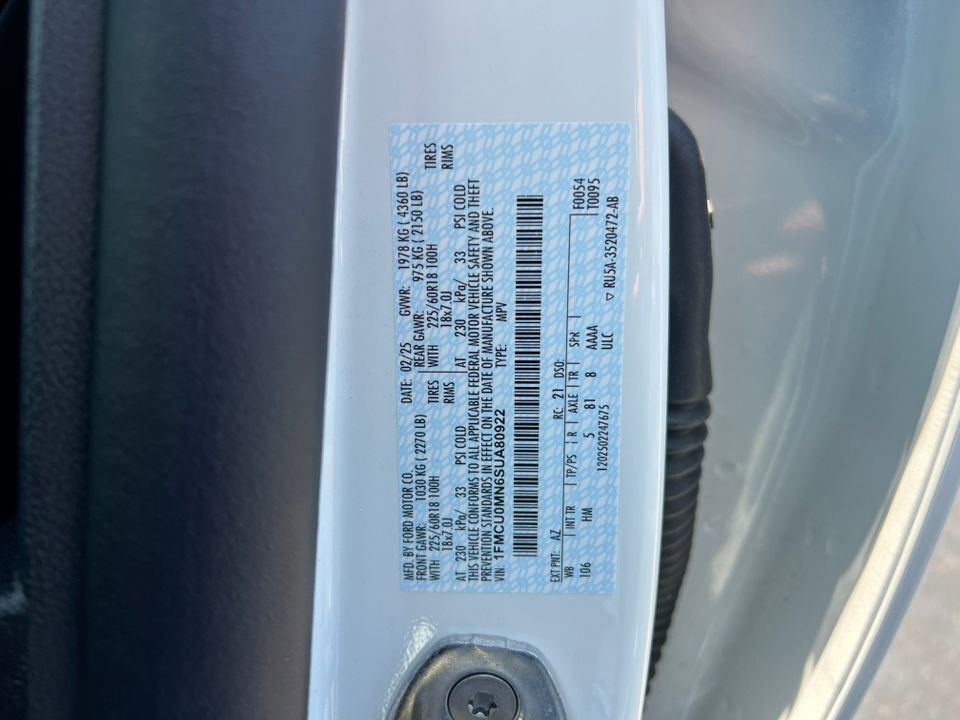 MFD. BY FORD MOTOR CO. DATE: 02/25 GVWR: 1978 KG ( 4360 LB)
FRONT GAWR: 1030 KG ( 2270 LB) REAR GAWR: 975 KG ( 2150 LB)
WITH 225/60R18 100H TIRES WITH 225/60R18 100H TIRES
18x7.0J RIMS 18x7.0J RIMS
AT 230 kPa/ 33 PSI COLD AT 230 kPa/ 33 PSI COLD
THIS VEHICLE CONFORMS TO ALL APPLICABLE FEDERAL MOTOR VEHICLE SAFETY AND THEFT
PREVENTION STANDARDS IN EFFECT ON THE DATE OF MANUFACTURE SHOWN ABOVE.
VIN: 1FMCU0MN6SUA80922 TYPE: MPV
EXT PNT: AZ RC: 21 DSO: F0054
WB INT TR TP/PS R AXLE TR SPR T0095
106 HM 5 81 8 AAAA
1202502247675 ULC ▽ RU5A-3520472-AB